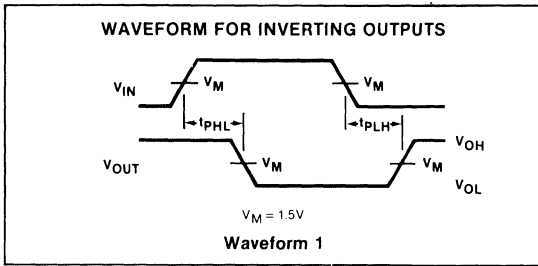 WAVEFORM FOR INVERTING OUTPUTS
VIN
VM
VM
tPHL
tPLH
VOUT
VM
VOH
VM
VOL
VM = 1.5V
Waveform 1